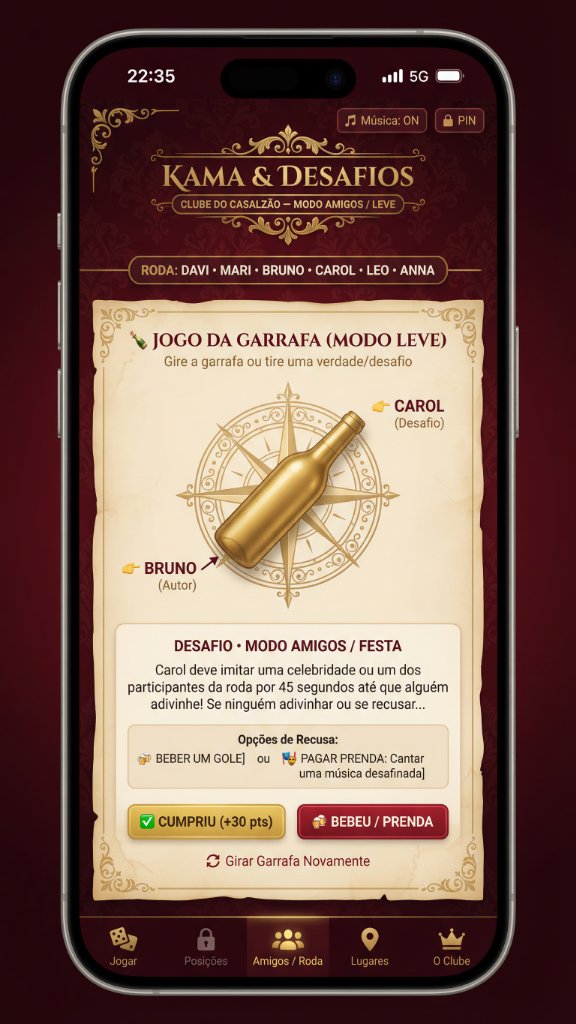 22:35
5G
Música: ON
PIN
KAMA & DESAFIOS
CLUBE DO CASALZÃO — MODO AMIGOS / LEVE
RODA: DAVI • MARI • BRUNO • CAROL • LEO • ANNA
JOGO DA GARRAFA (MODO LEVE)
Gire a garrafa ou tire uma verdade/desafio
CAROL
(Desafio)
BRUNO
(Autor)
DESAFIO • MODO AMIGOS / FESTA
Carol deve imitar uma celebridade ou um dos
participantes da roda por 45 segundos até que alguém
adivinhe! Se ninguém adivinhar ou se recusar...
Opções de Recusa:
BEBER UM GOLE] ou PAGAR PRENDA: Cantar
uma música desafinada]
CUMPRIU (+30 pts)
BEBEU / PRENDA
Girar Garrafa Novamente
Jogar
Posições
Amigos / Roda
Lugares
O Clube